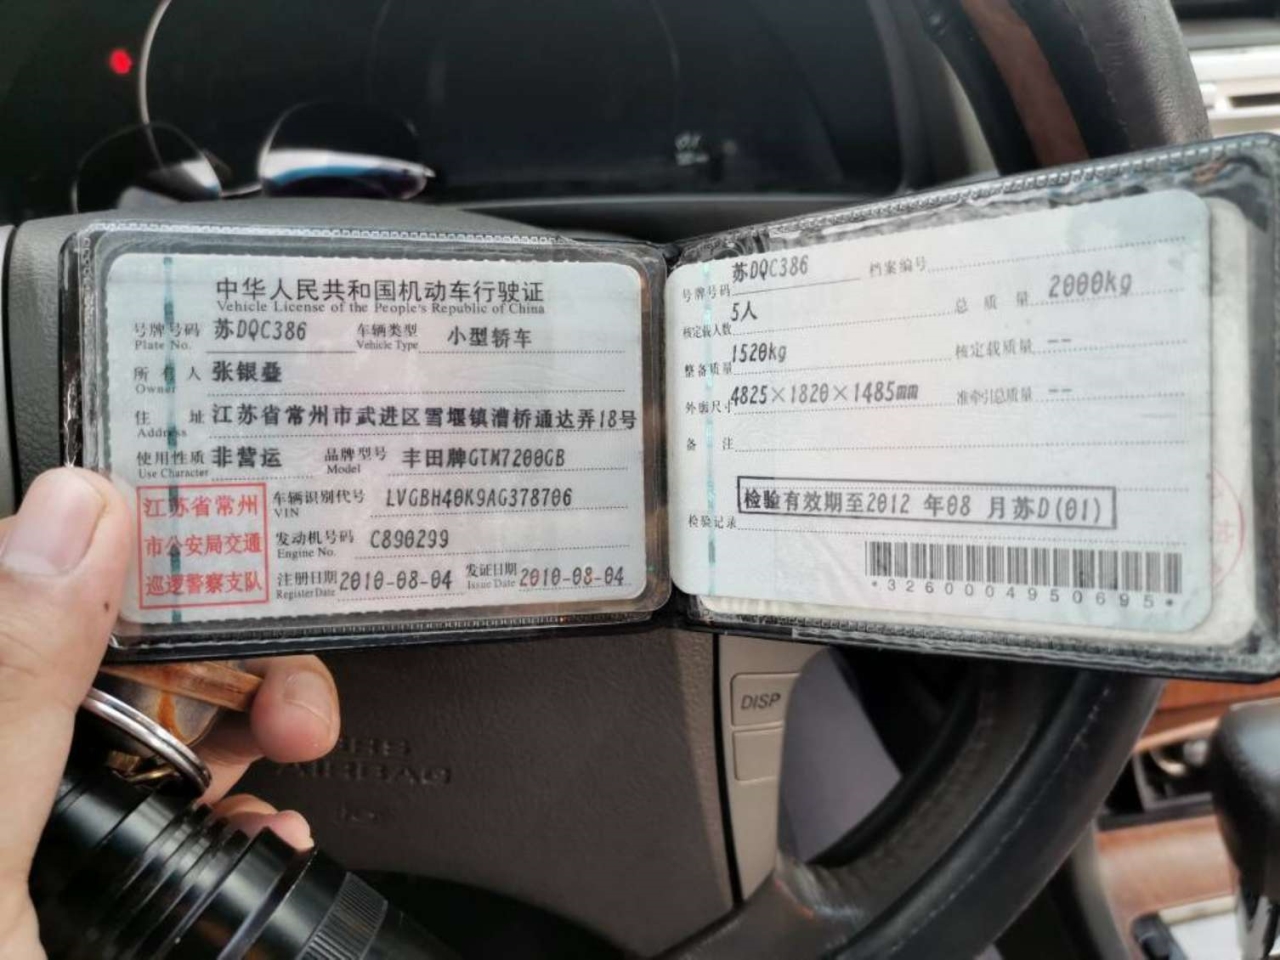 中华人民共和国机动车行驶证
Vehicle License of the People's Republic of China
号牌号码 苏DQC386 车辆类型 小型轿车
Plate No. Vehicle Type
所有人 张银叠
Owner
住址 江苏省常州市武进区雪堰镇漕桥通达弄18号
Address
使用性质 非营运 品牌型号 丰田牌GTM7200GB
Use Character Model
江苏省常州
市公安局交通
巡逻警察支队
车辆识别代号 LVGBH40K9AG378706
VIN
发动机号码 C890299
Engine No.
注册日期 2010-08-04 发证日期 2010-08-04
Register Date Issue Date
号牌号码 苏DQC386 档案编号
核定载人数 5人 总质量 2000kg
整备质量 1520kg 核定载质量 --
外廓尺寸 4825×1820×1485mm 准牵引总质量 --
备注
检验记录 检验有效期至2012 年08 月苏D(01)
*3260004950695*
DISP
SRS
AIRBAG